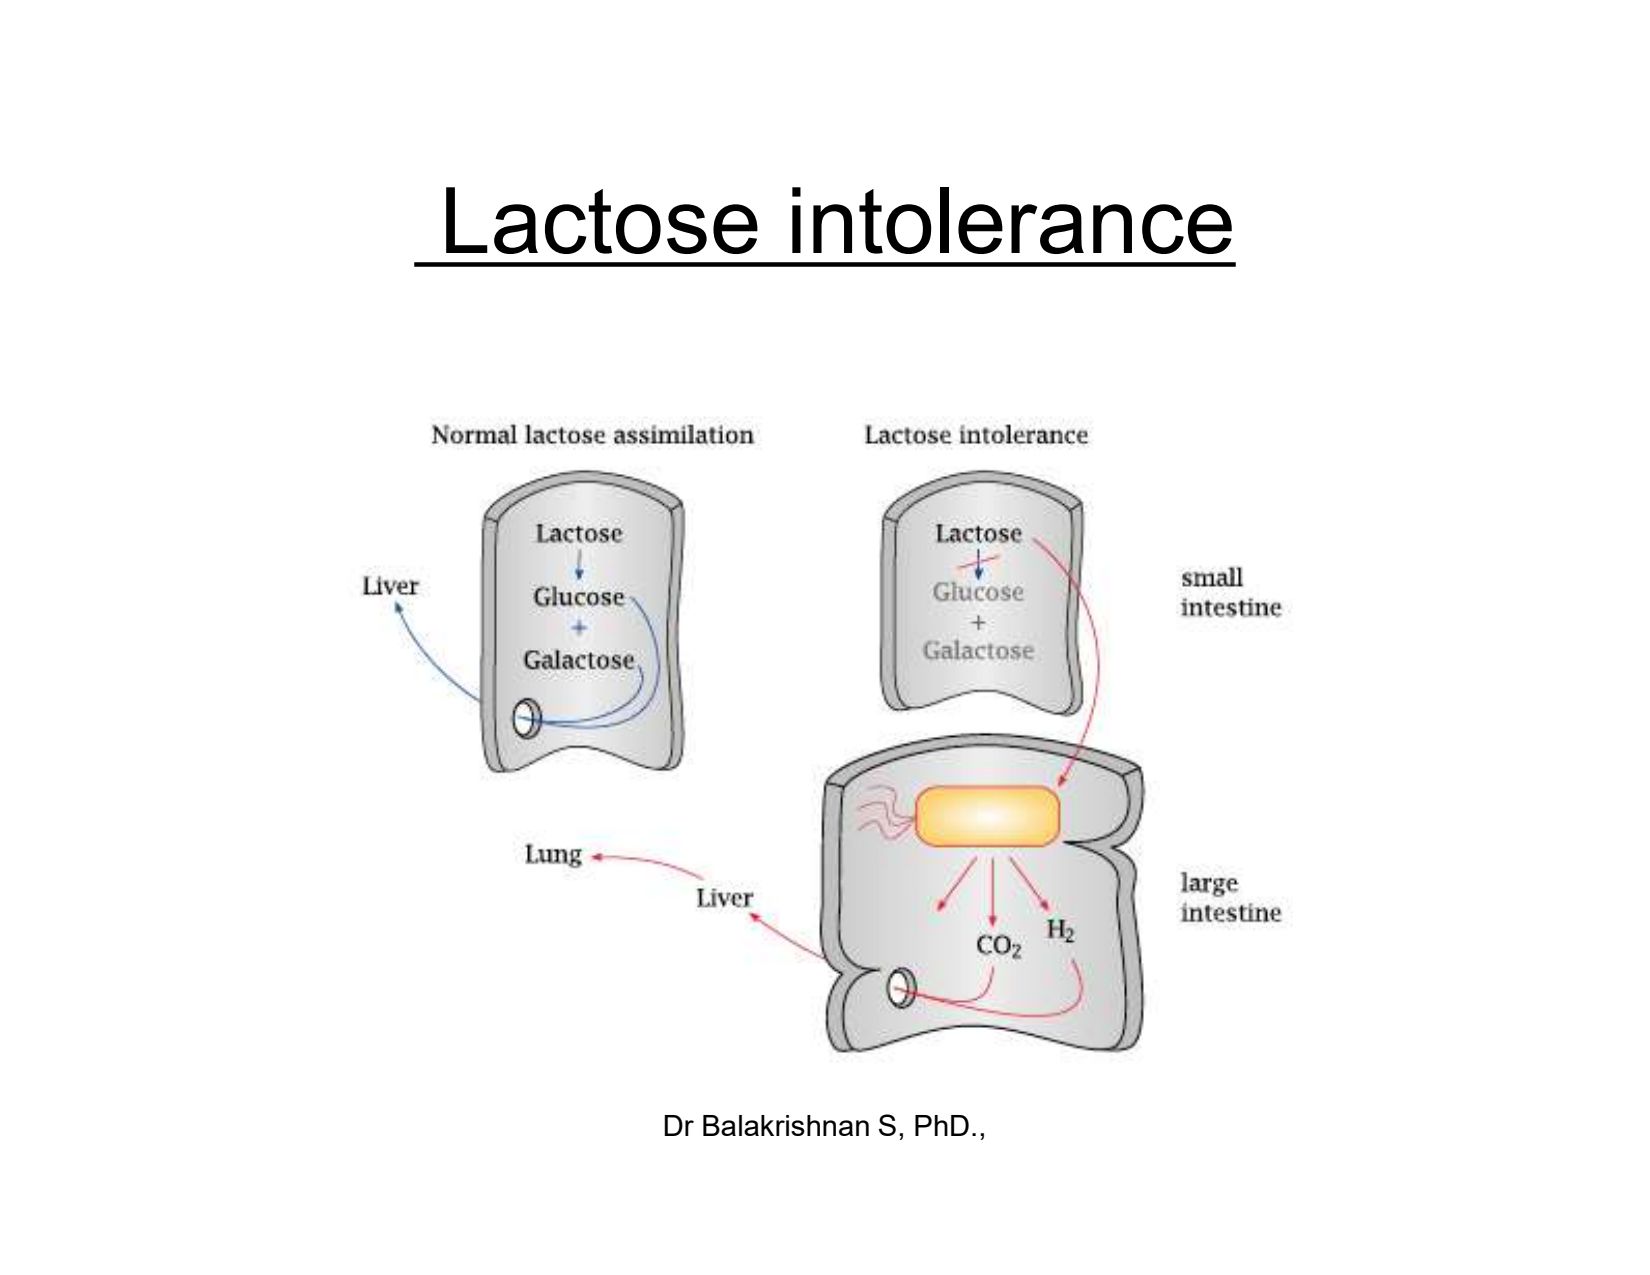 Lactose intolerance
Normal lactose assimilation
Lactose
Glucose
+
Galactose
Liver
Lactose intolerance
Lactose
Glucose
+
Galactose
small
intestine
Lung
Liver
CO₂
H₂
large
intestine
Dr Balakrishnan S, PhD.,